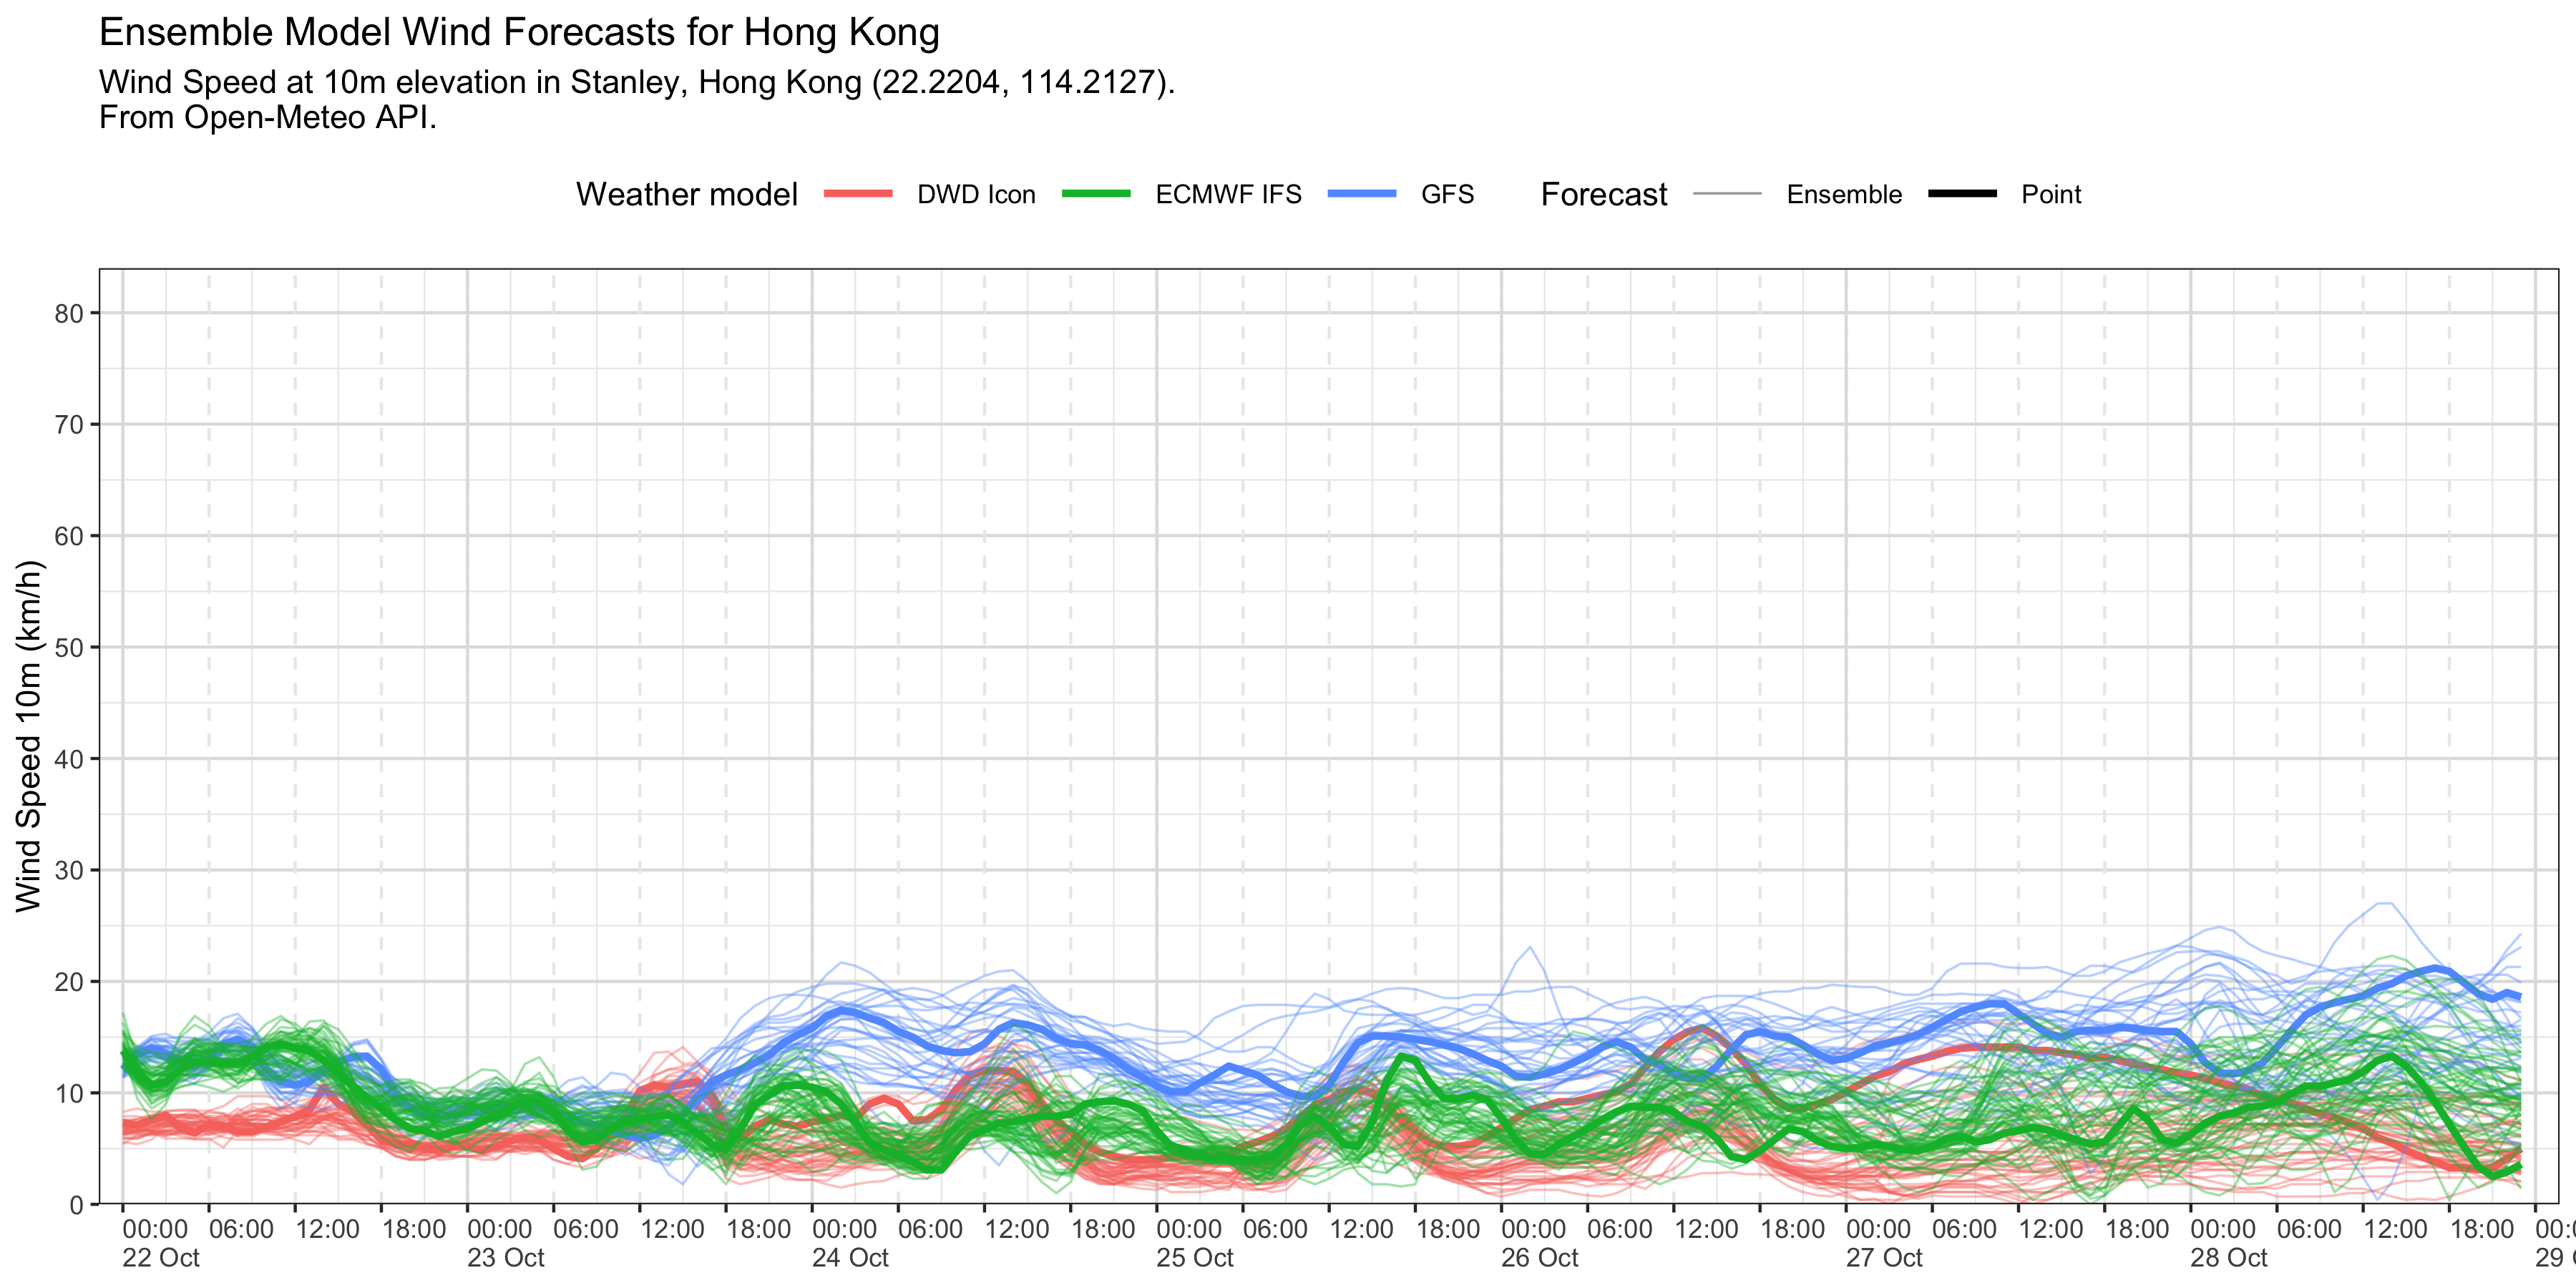 Ensemble Model Wind Forecasts for Hong Kong
Wind Speed at 10m elevation in Stanley, Hong Kong (22.2204, 114.2127).
From Open-Meteo API.
Weather model DWD Icon ECMWF IFS GFS Forecast Ensemble Point
Wind Speed 10m (km/h)
80
70
60
50
40
30
20
10
0
00:00 06:00 12:00 18:00 00:00 06:00 12:00 18:00 00:00 06:00 12:00 18:00 00:00 06:00 12:00 18:00 00:00 06:00 12:00 18:00 00:00 06:00 12:00 18:00 00:00 06:00 12:00 18:00 00:0
22 Oct 23 Oct 24 Oct 25 Oct 26 Oct 27 Oct 28 Oct 29